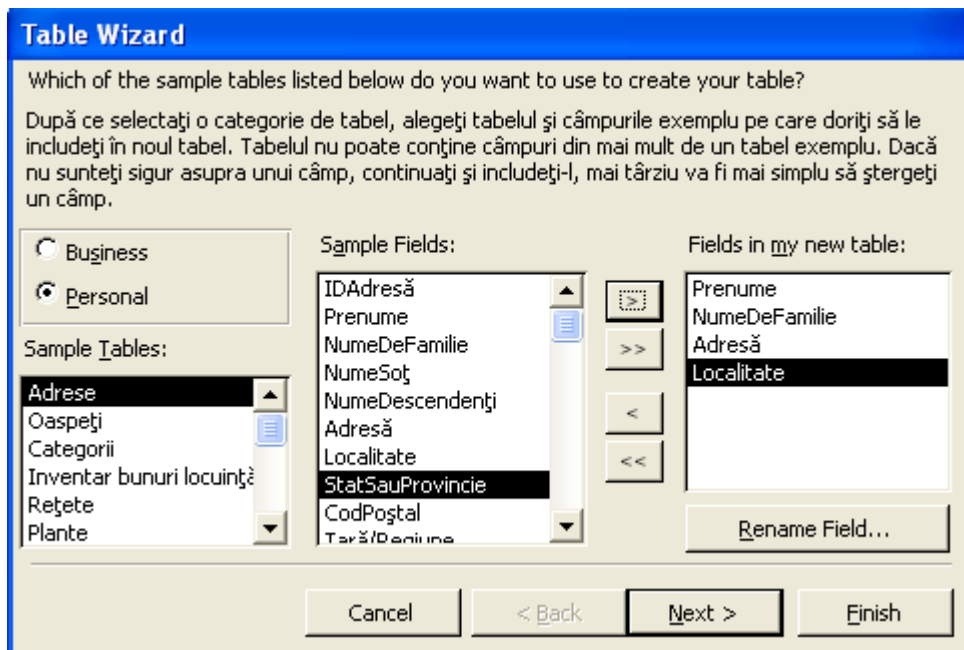 Table Wizard
Which of the sample tables listed below do you want to use to create your table?
După ce selectaţi o categorie de tabel, alegeţi tabelul şi câmpurile exemplu pe care doriţi să le
includeţi în noul tabel. Tabelul nu poate conţine câmpuri din mai mult de un tabel exemplu. Dacă
nu sunteţi sigur asupra unui câmp, continuaţi şi includeţi-l, mai târziu va fi mai simplu să ştergeţi
un câmp.
Business
Personal
Sample Tables:
Adrese
Oaspeţi
Categorii
Inventar bunuri locuinţă
Reţete
Plante
Sample Fields:
IDAdresă
Prenume
NumeDeFamilie
NumeSoţ
NumeDescendenţi
Adresă
Localitate
StatSauProvincie
CodPoştal
Ţară/Regiune
>
>>
<
<<
Fields in my new table:
Prenume
NumeDeFamilie
Adresă
Localitate
Rename Field...
Cancel
< Back
Next >
Finish